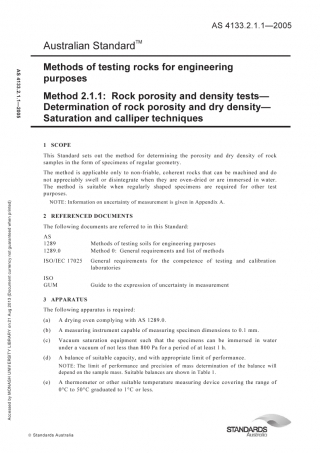 AS 4133.2.1.1—2005
Australian Standard™
Methods of testing rocks for engineering
purposes
Method 2.1.1: Rock porosity and density tests—
Determination of rock porosity and dry density—
Saturation and calliper techniques
1 SCOPE
This Standard sets out the method for determining the porosity and dry density of rock
samples in the form of specimens of regular geometry.
The method is applicable only to non-friable, coherent rocks that can be machined and do
not appreciably swell or disintegrate when they are oven-dried or are immersed in water.
The method is suitable when regularly shaped specimens are required for other test
purposes.
NOTE: Information on uncertainty of measurement is given in Appendix A.
2 REFERENCED DOCUMENTS
The following documents are referred to in this Standard:
AS
1289 Methods of testing soils for engineering purposes
1289.0 Method 0: General requirements and list of methods
ISO/IEC 17025 General requirements for the competence of testing and calibration
laboratories
ISO
GUM Guide to the expression of uncertainty in measurement
3 APPARATUS
The following apparatus is required:
(a) A drying oven complying with AS 1289.0.
(b) A measuring instrument capable of measuring specimen dimensions to 0.1 mm.
(c) Vacuum saturation equipment such that the specimens can be immersed in water
under a vacuum of not less than 800 Pa for a period of at least 1 h.
(d) A balance of suitable capacity, and with appropriate limit of performance.
NOTE: The limit of performance and precision of mass determination of the balance will
depend on the sample mass. Suitable balances are shown in Table 1.
(e) A thermometer or other suitable temperature measuring device covering the range of
0°C to 50°C graduated to 1°C or less.
© Standards Australia
STANDARDS
Australia
AS 4133.2.1.1—2005
Accessed by MONASH UNIVERSITY LIBRARY on 21 Aug 2013 (Document currency not guaranteed when printed)